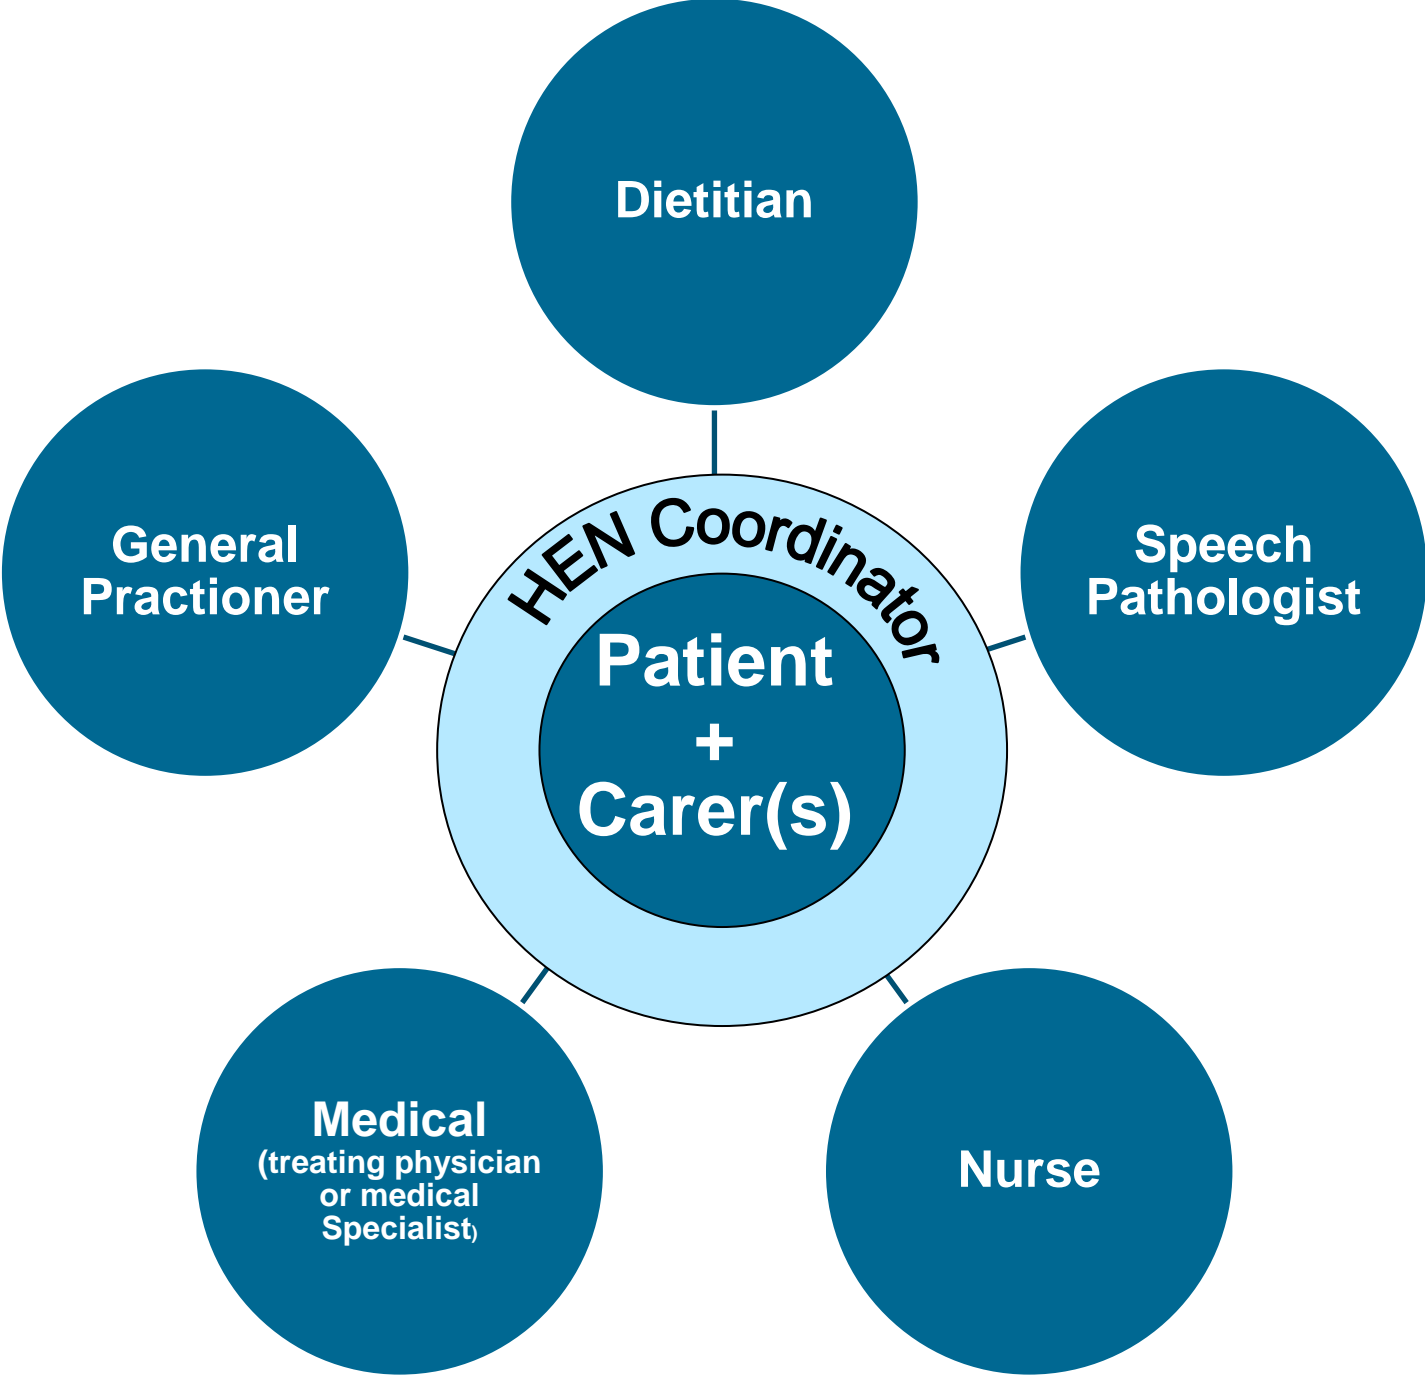 Dietitian
General
Practioner
Speech
Pathologist
HEN Coordinator
Patient
+
Carer(s)
Medical
(treating physician
or medical
Specialist)
Nurse